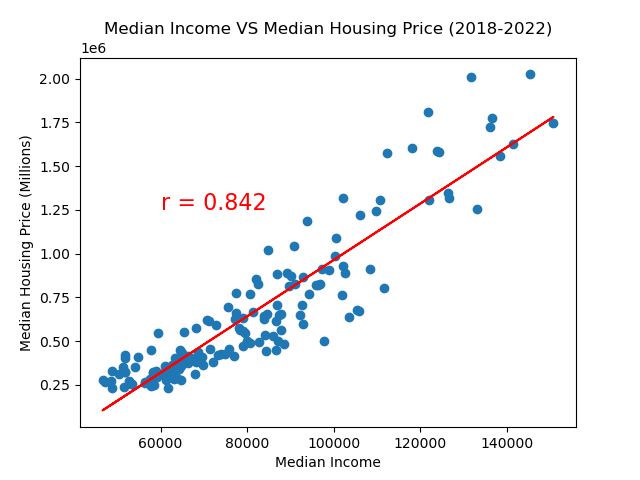 Median Income VS Median Housing Price (2018-2022)
1e6
2.00
1.75
1.50
1.25
1.00
0.75
0.50
0.25
Median Housing Price (Millions)
r = 0.842
60000 80000 100000 120000 140000
Median Income